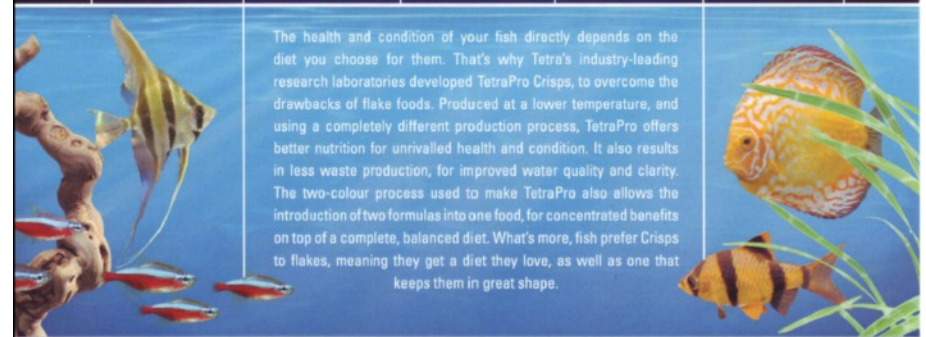 The health and condition of your fish directly depends on the
diet you choose for them. That's why Tetra's industry-leading
research laboratories developed TetraPro Crisps, to overcome the
drawbacks of flake foods. Produced at a lower temperature, and
using a completely different production process, TetraPro offers
better nutrition for unrivalled health and condition. It also results
in less waste production, for improved water quality and clarity.
The two-colour process used to make TetraPro also allows the
introduction of two formulas into one food, for concentrated benefits
on top of a complete, balanced diet. What's more, fish prefer Crisps
to flakes, meaning they get a diet they love, as well as one that
keeps them in great shape.